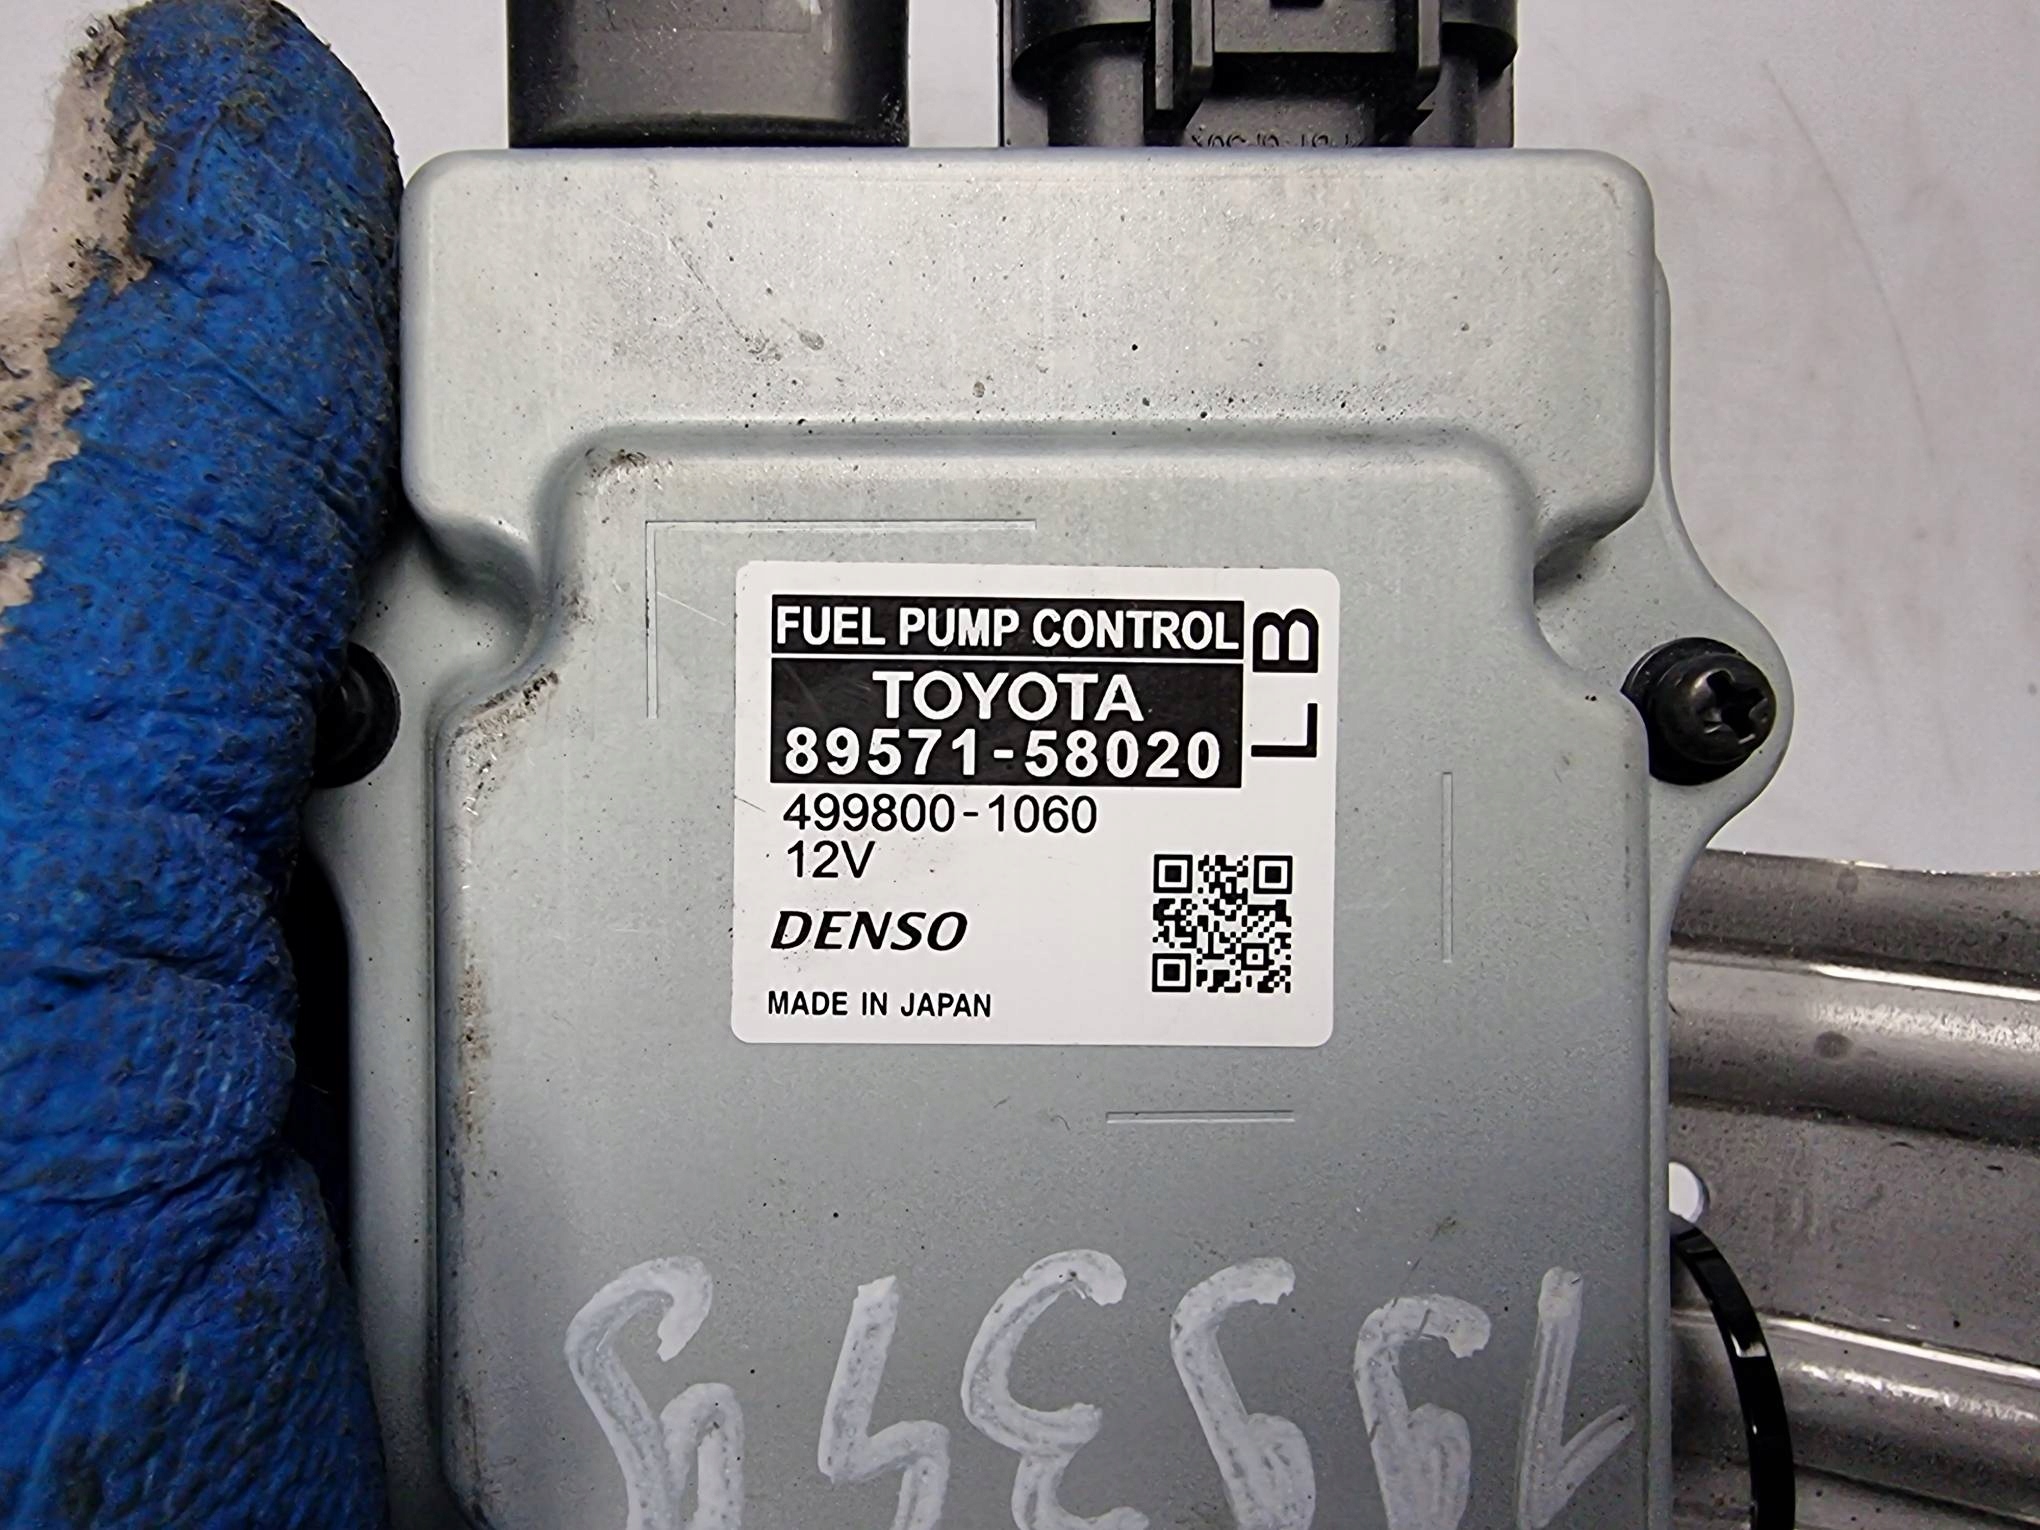 FUEL PUMP CONTROL
TOYOTA
89571-58020
LB
499800-1060
12V
DENSO
MADE IN JAPAN